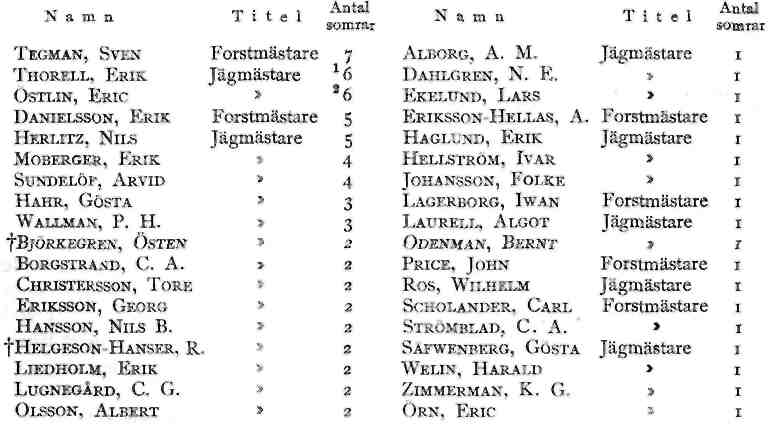 Namn Titel Antal somrar Namn Titel Antal somrar
TEGMAN, SVEN Forstmästare 7 ALBORG, A. M. Jägmästare 1
THORELL, ERIK Jägmästare ¹6 DAHLGREN, N. E. » 1
ÖSTLIN, ERIC » ²6 EKELUND, LARS » 1
DANIELSSON, ERIK Forstmästare 5 ERIKSSON-HELLAS, A. Forstmästare 1
HERLITZ, NILS Jägmästare 5 HAGLUND, ERIK Jägmästare 1
MOBERGER, ERIK » 4 HELLSTRÖM, IVAR » 1
SUNDELÖF, ARVID » 4 JOHANSSON, FOLKE » 1
HAHR, GÖSTA » 3 LAGERBORG, IWAN Forstmästare 1
WALLMAN, P. H. » 3 LAURELL, ALGOT Jägmästare 1
†BJÖRKEGREN, ÖSTEN » 2 ODENMAN, BERNT » 1
BORGSTRAND, C. A. » 2 PRICE, JOHN Forstmästare 1
CHRISTERSSON, TORE » 2 ROS, WILHELM Jägmästare 1
ERIKSSON, GEORG » 2 SCHOLANDER, CARL Forstmästare 1
HANSSON, NILS B. » 2 STRÖMBLAD, C. A. » 1
†HELGESON-HANSER, R. » 2 SÄFWENBERG, GÖSTA Jägmästare 1
LIEDHOLM, ERIK » 2 WELIN, HARALD » 1
LUGNEGÅRD, C. G. » 2 ZIMMERMAN, K. G. » 1
OLSSON, ALBERT » 2 ÖRN, ERIC » 1